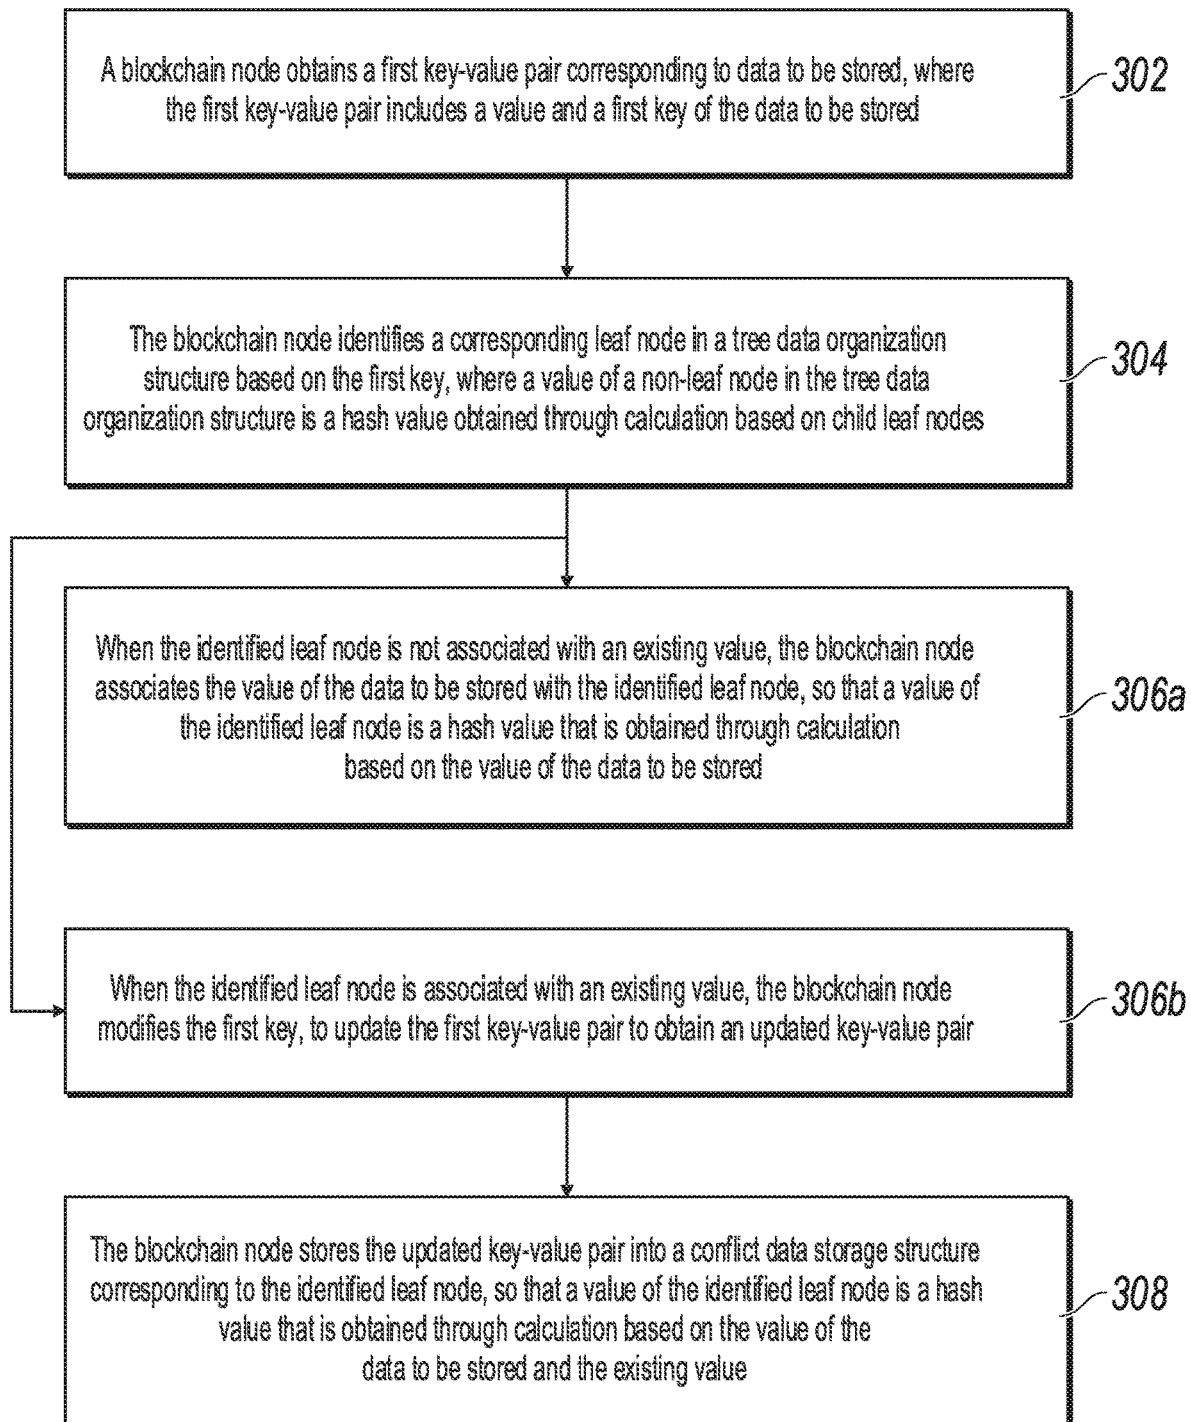 A blockchain node obtains a first key-value pair corresponding to data to be stored, where
the first key-value pair includes a value and a first key of the data to be stored
302
The blockchain node identifies a corresponding leaf node in a tree data organization
structure based on the first key, where a value of a non-leaf node in the tree data
organization structure is a hash value obtained through calculation based on child leaf nodes
304
When the identified leaf node is not associated with an existing value, the blockchain node
associates the value of the data to be stored with the identified leaf node, so that a value of
the identified leaf node is a hash value that is obtained through calculation
based on the value of the data to be stored
306a
When the identified leaf node is associated with an existing value, the blockchain node
modifies the first key, to update the first key-value pair to obtain an updated key-value pair
306b
The blockchain node stores the updated key-value pair into a conflict data storage structure
corresponding to the identified leaf node, so that a value of the identified leaf node is a hash
value that is obtained through calculation based on the value of the
data to be stored and the existing value
308